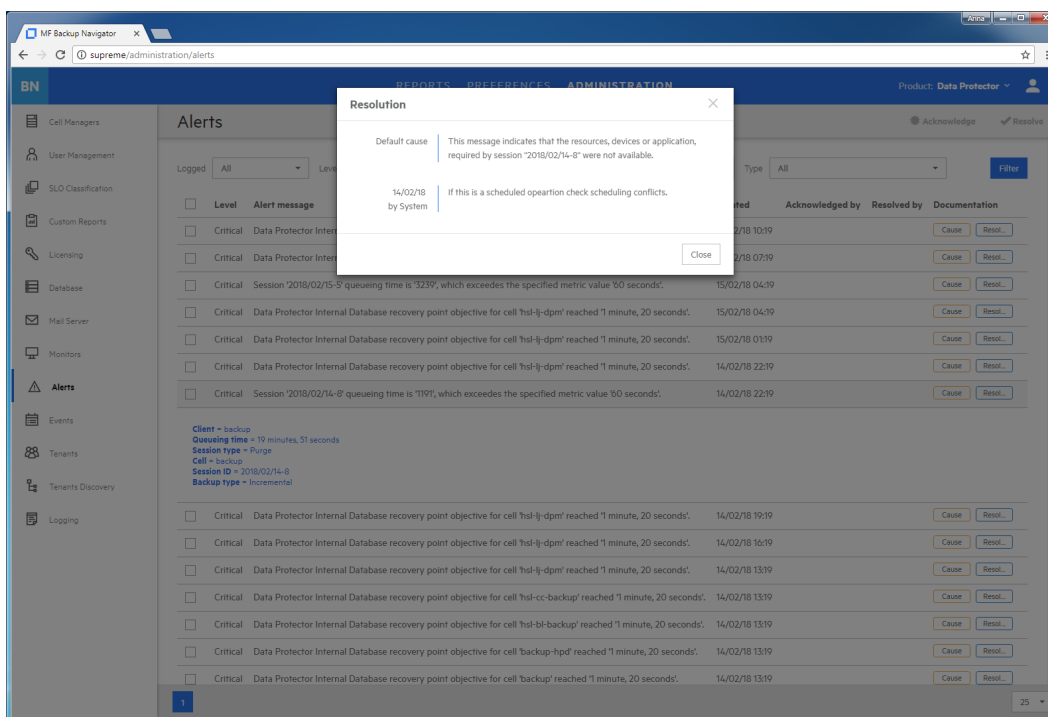 Anna
MF Backup Navigator
supreme/administration/alerts
BN
REPORTS PREFERENCES ADMINISTRATION
Product: Data Protector
Cell Managers
User Management
SLO Classification
Custom Reports
Licensing
Database
Mail Server
Monitors
Alerts
Events
Tenants
Tenants Discovery
Logging
Alerts
Acknowledge Resolve
Resolution
Default cause This message indicates that the resources, devices or application,
required by session "2018/02/14-8" were not available.
14/02/18 If this is a scheduled opeartion check scheduling conflicts.
by System
Close
Logged All Type All Filter
Level Alert message Acknowledged by Resolved by Documentation
Critical Data Protector 10:19 Cause Resol...
Critical Data Protector 07:19 Cause Resol...
Critical Session '2018/02/15-5' queueing time is '3239', which exceedes the specified metric value '60 seconds'. 15/02/18 04:19 Cause Resol...
Critical Data Protector Internal Database recovery point objective for cell 'hsl-lj-dpm' reached '1 minute, 20 seconds'. 15/02/18 04:19 Cause Resol...
Critical Data Protector Internal Database recovery point objective for cell 'hsl-lj-dpm' reached '1 minute, 20 seconds'. 15/02/18 01:19 Cause Resol...
Critical Data Protector Internal Database recovery point objective for cell 'hsl-lj-dpm' reached '1 minute, 20 seconds'. 14/02/18 22:19 Cause Resol...
Critical Session '2018/02/14-8' queueing time is '1191', which exceedes the specified metric value '60 seconds'. 14/02/18 22:19 Cause Resol...
Client = backup
Queueing time = 19 minutes, 51 seconds
Session type = Purge
Cell = backup
Session ID = 2018/02/14-8
Backup type = Incremental
Critical Data Protector Internal Database recovery point objective for cell 'hsl-lj-dpm' reached '1 minute, 20 seconds'. 14/02/18 19:19 Cause Resol...
Critical Data Protector Internal Database recovery point objective for cell 'hsl-lj-dpm' reached '1 minute, 20 seconds'. 14/02/18 16:19 Cause Resol...
Critical Data Protector Internal Database recovery point objective for cell 'hsl-lj-dpm' reached '1 minute, 20 seconds'. 14/02/18 13:19 Cause Resol...
Critical Data Protector Internal Database recovery point objective for cell 'hsl-cc-backup' reached '1 minute, 20 seconds'. 14/02/18 13:19 Cause Resol...
Critical Data Protector Internal Database recovery point objective for cell 'hsl-bl-backup' reached '1 minute, 20 seconds'. 14/02/18 13:19 Cause Resol...
Critical Data Protector Internal Database recovery point objective for cell 'backup-hpd' reached '1 minute, 20 seconds'. 14/02/18 13:19 Cause Resol...
Critical Data Protector Internal Database recovery point objective for cell 'backup' reached '1 minute, 20 seconds'. 14/02/18 13:19 Cause Resol...
1
25